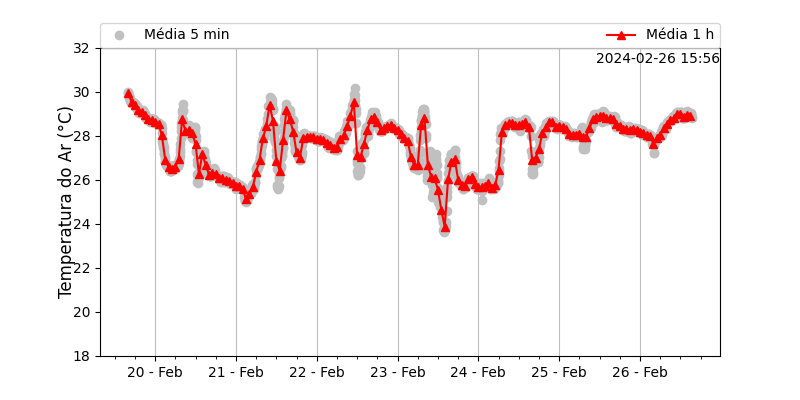 Média 5 min
Média 1 h
2024-02-26 15:56
Temperatura do Ar (°C)
32
30
28
26
24
22
20
18
20 - Feb
21 - Feb
22 - Feb
23 - Feb
24 - Feb
25 - Feb
26 - Feb